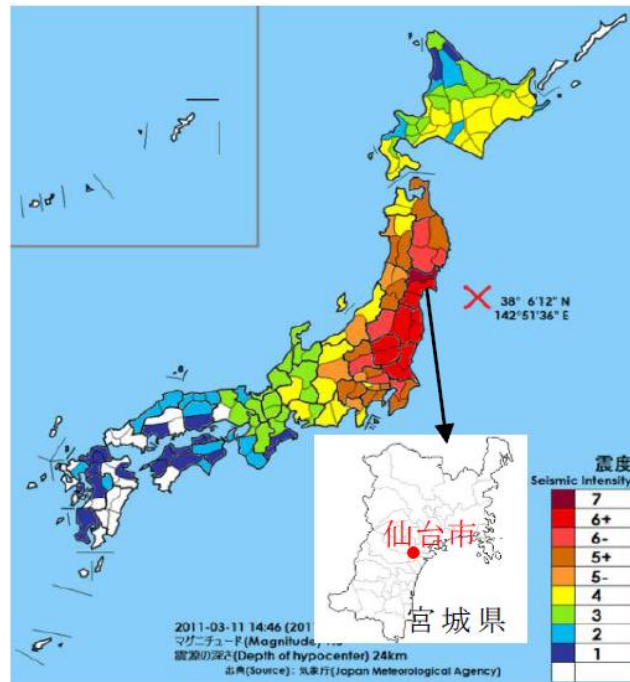 38° 6'12" N
142°51'36" E
震度
Seismic Intensity
7
6+
6-
5+
5-
4
3
2
1
仙台市
宮城県
2011-03-11 14:46 (201
マグニチュード(Magnitude)
震源の深さ(Depth of hypocenter) 24km
出典(Source): 気象庁(Japan Meteorological Agency)